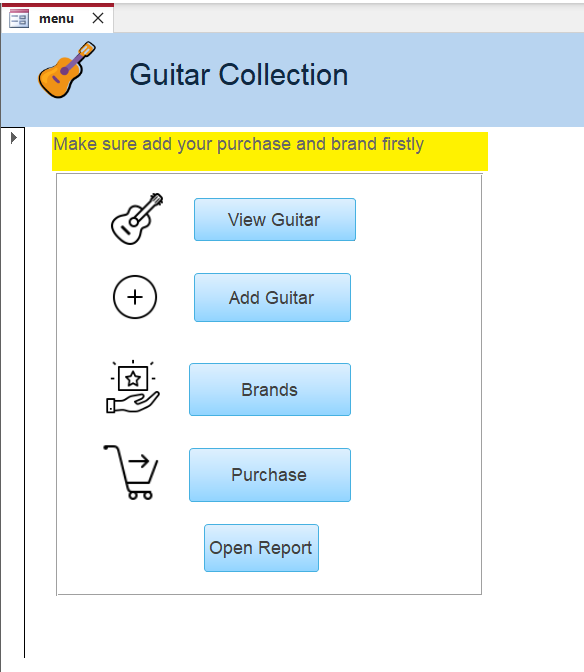 menu
Guitar Collection
Make sure add your purchase and brand firstly
View Guitar
Add Guitar
Brands
Purchase
Open Report